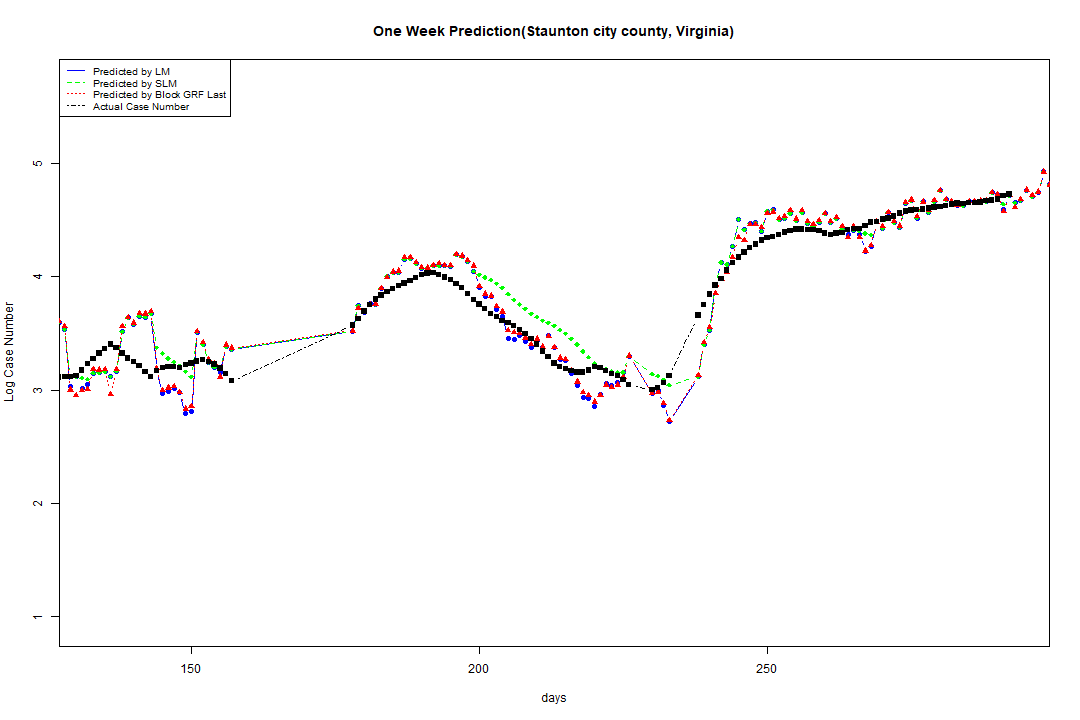 One Week Prediction(Staunton city county, Virginia)
Predicted by LM
Predicted by SLM
Predicted by Block GRF Last
Actual Case Number
5
4
3
2
1
Log Case Number
150 200 250
days